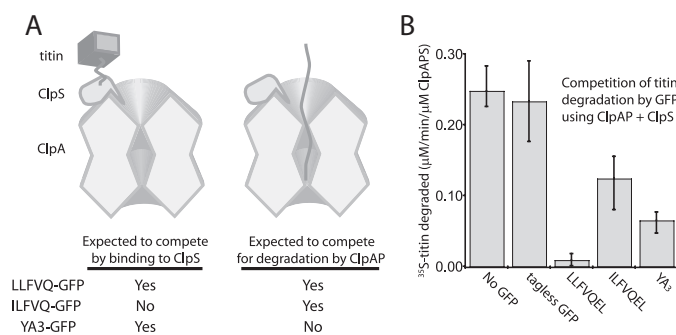 A
titin
ClpS
ClpA
Expected to compete
by binding to ClpS
Expected to compete
for degradation by ClpAP
LLFVQ-GFP Yes Yes
ILFVQ-GFP No Yes
YA3-GFP Yes No
B
Competition of titin
degradation by GFP
using ClpAP + ClpS
³⁵S-titin degraded (μM/min/μM ClpAPS)
0.30
0.20
0.10
0.00
No GFP
tagless GFP
LLFVQEL
ILFVQEL
YA₃